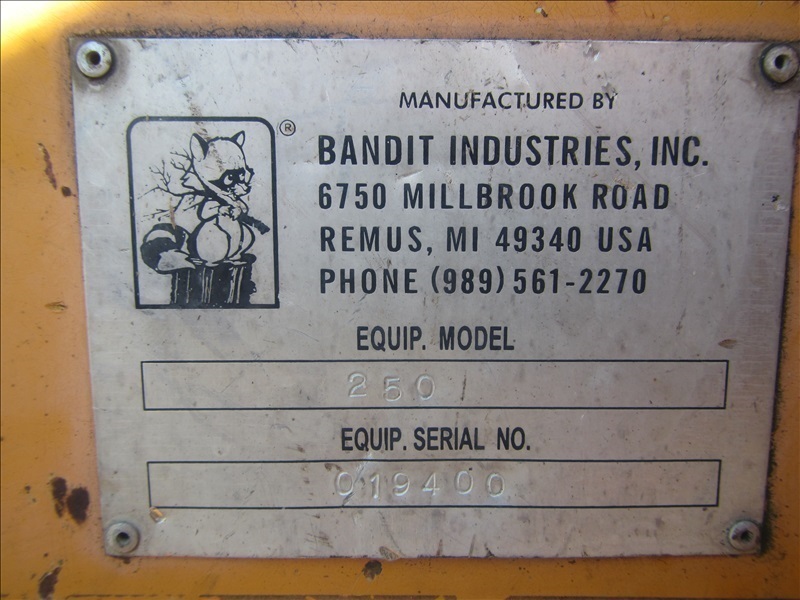 MANUFACTURED BY
®
BANDIT INDUSTRIES, INC.
6750 MILLBROOK ROAD
REMUS, MI 49340 USA
PHONE (989) 561-2270
EQUIP. MODEL
250
EQUIP. SERIAL NO.
019400